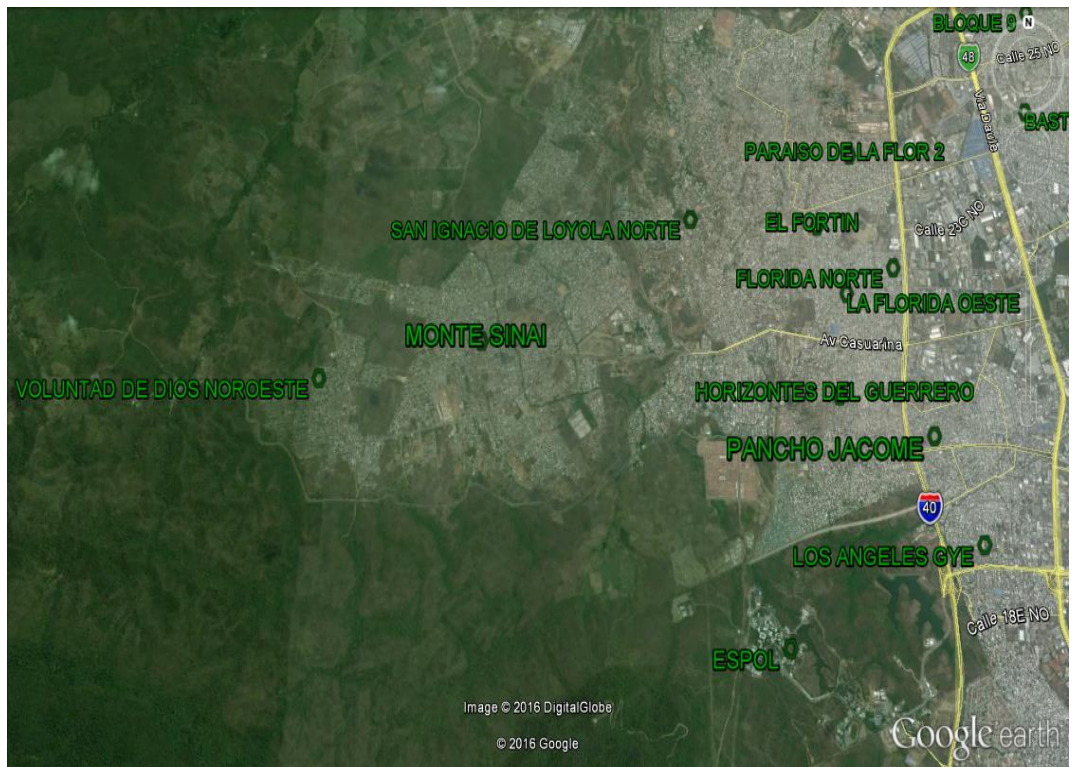 BLOQUE 9
N
48
Calle 25 NO
Vía Daule
BAST
PARAISO DE LA FLOR 2
SAN IGNACIO DE LOYOLA NORTE
EL FORTIN
Calle 23C NO
FLORIDA NORTE
LA FLORIDA OESTE
MONTE SINAI
Av Casuarina
VOLUNTAD DE DIOS NOROESTE
HORIZONTES DEL GUERRERO
PANCHO JACOME
40
LOS ANGELES GYE
Calle 18E NO
ESPOL
Image © 2016 DigitalGlobe
© 2016 Google
Google earth